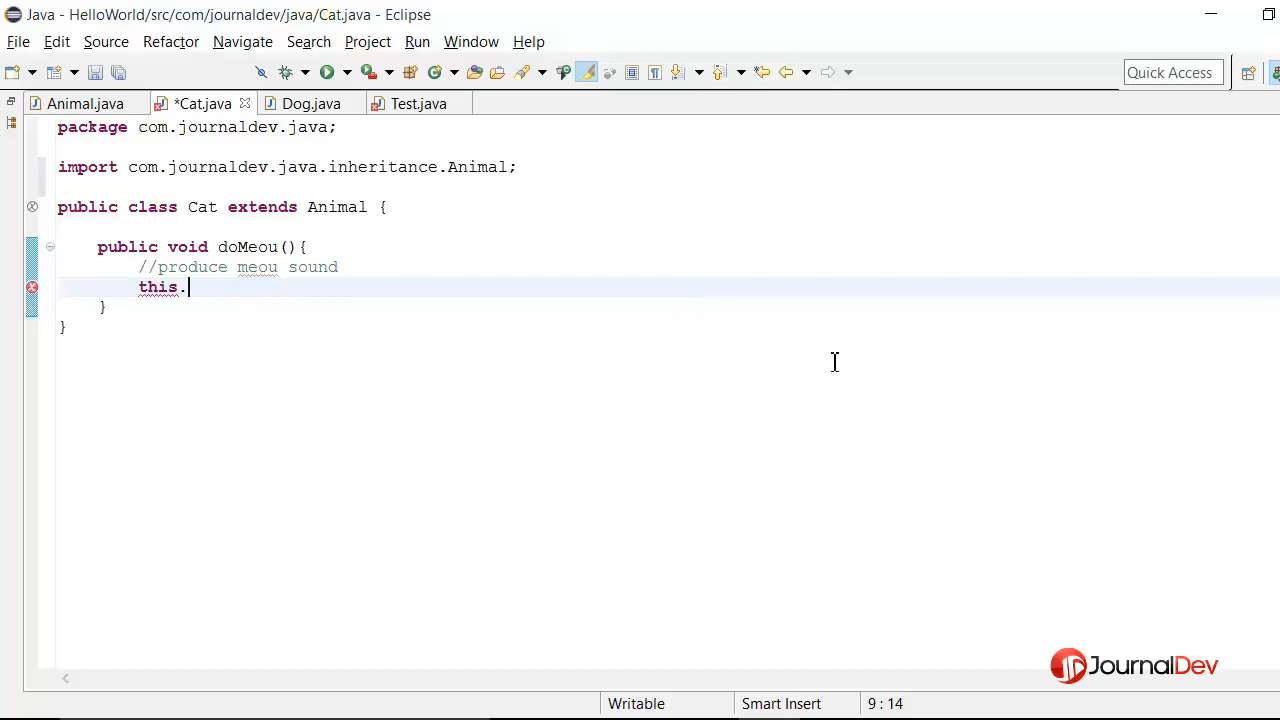 Java - HelloWorld/src/com/journaldev/java/Cat.java - Eclipse
File Edit Source Refactor Navigate Search Project Run Window Help
Quick Access
Animal.java *Cat.java Dog.java Test.java
package com.journaldev.java;
import com.journaldev.java.inheritance.Animal;
public class Cat extends Animal {
public void doMeou(){
//produce meou sound
this.
}
}
JournalDev
Writable Smart Insert 9 : 14